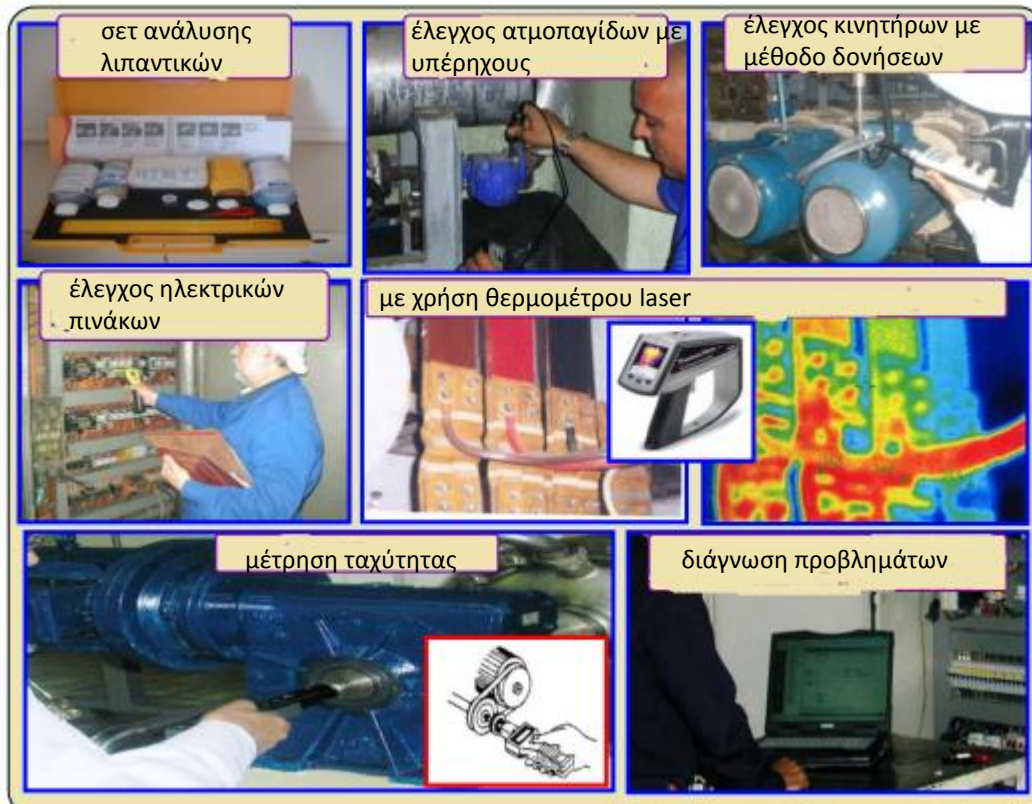 σετ ανάλυσης
λιπαντικών
έλεγχος ατμοπαγίδων με
υπέρηχους
έλεγχος κινητήρων με
μέθοδο δονήσεων
έλεγχος ηλεκτρικών
πινάκων
με χρήση θερμομέτρου laser
μέτρηση ταχύτητας
διάγνωση προβλημάτων